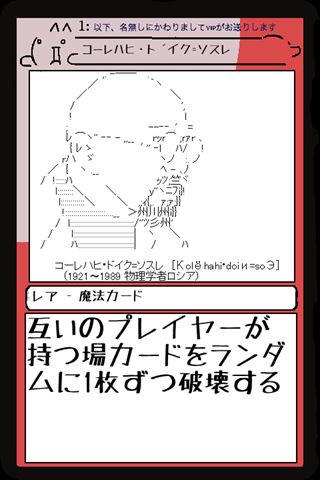 1: 以下、名無しにかわりましてVIPがお送りします
コーレハヒ・ドイク=ソスレ
コーレハヒ・ドイク=ソスレ [Kolёhahi・doiи=soЭ]
(1921〜1989 物理学者ロシア)
レア - 魔法カード
互いのプレイヤーが
持つ場カードをランダ
ムに1枚ずつ破壊する